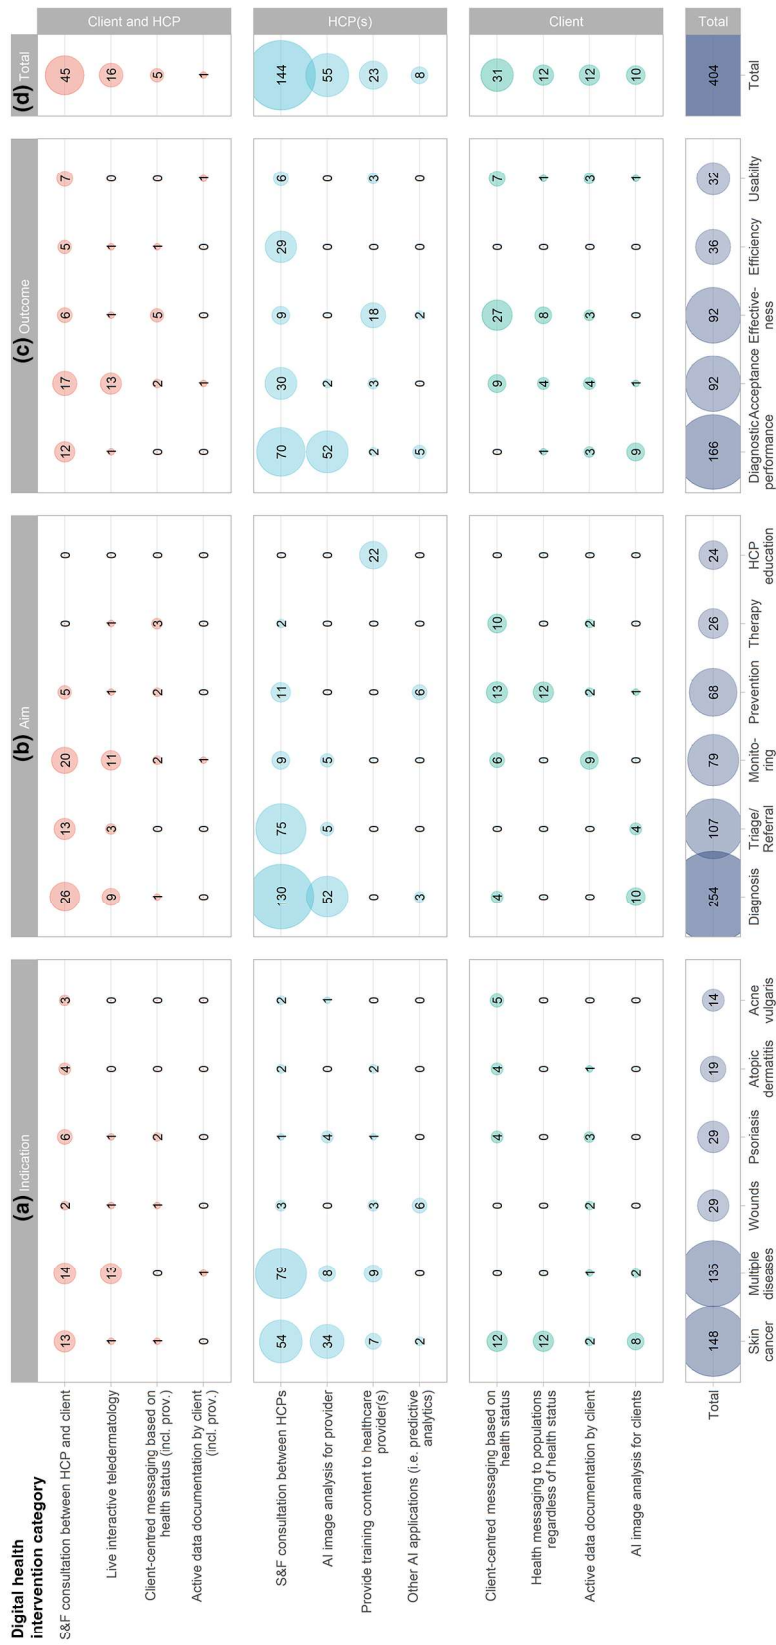 Digital health
intervention category
(a) Indication (b) Aim (c) Outcome (d) Total
Client and HCP
S&F consultation between HCP and client 13 14 2 6 4 3 26 13 20 5 0 0 12 17 6 5 7 45
Live interactive teledermatology 1 13 1 1 0 0 9 3 11 1 1 0 1 13 1 1 0 16
Client-centred messaging based on
health status (incl. prov.) 1 0 1 2 0 0 1 0 2 2 3 0 0 2 5 1 0 5
Active data documentation by client
(incl. prov.) 0 1 0 0 0 0 0 0 1 0 0 0 0 1 0 0 1 1
HCP(s)
S&F consultation between HCPs 54 79 3 1 2 2 130 75 9 11 2 0 70 30 9 29 6 144
AI image analysis for provider 34 8 0 4 0 1 52 5 5 0 0 0 52 2 0 0 0 55
Provide training content to healthcare
provider(s) 7 9 3 1 2 0 0 0 0 0 0 22 2 3 18 0 3 23
Other AI applications (i.e. predictive
analytics) 2 0 6 0 0 0 3 0 0 6 0 0 5 0 2 0 0 8
Client
Client-centred messaging based on
health status 12 0 0 4 4 5 4 0 6 13 10 0 0 9 27 0 7 31
Health messaging to populations
regardless of health status 12 0 0 0 0 0 0 0 0 12 0 0 1 4 8 0 1 12
Active data documentation by client 2 1 2 3 1 0 0 0 9 2 2 0 3 4 3 0 3 12
AI image analysis for clients 8 2 0 0 0 0 10 4 0 1 0 0 9 1 0 0 1 10
Total
Total 148 135 29 29 19 14 254 107 79 68 26 24 166 92 92 36 32 404
Skin Multiple Wounds Psoriasis Atopic Acne Diagnosis Triage/ Monito- Prevention Therapy HCP Diagnostic Acceptance Effective- Efficiency Usabilty Total
cancer diseases dermatitis vulgaris Referral ring education performance ness